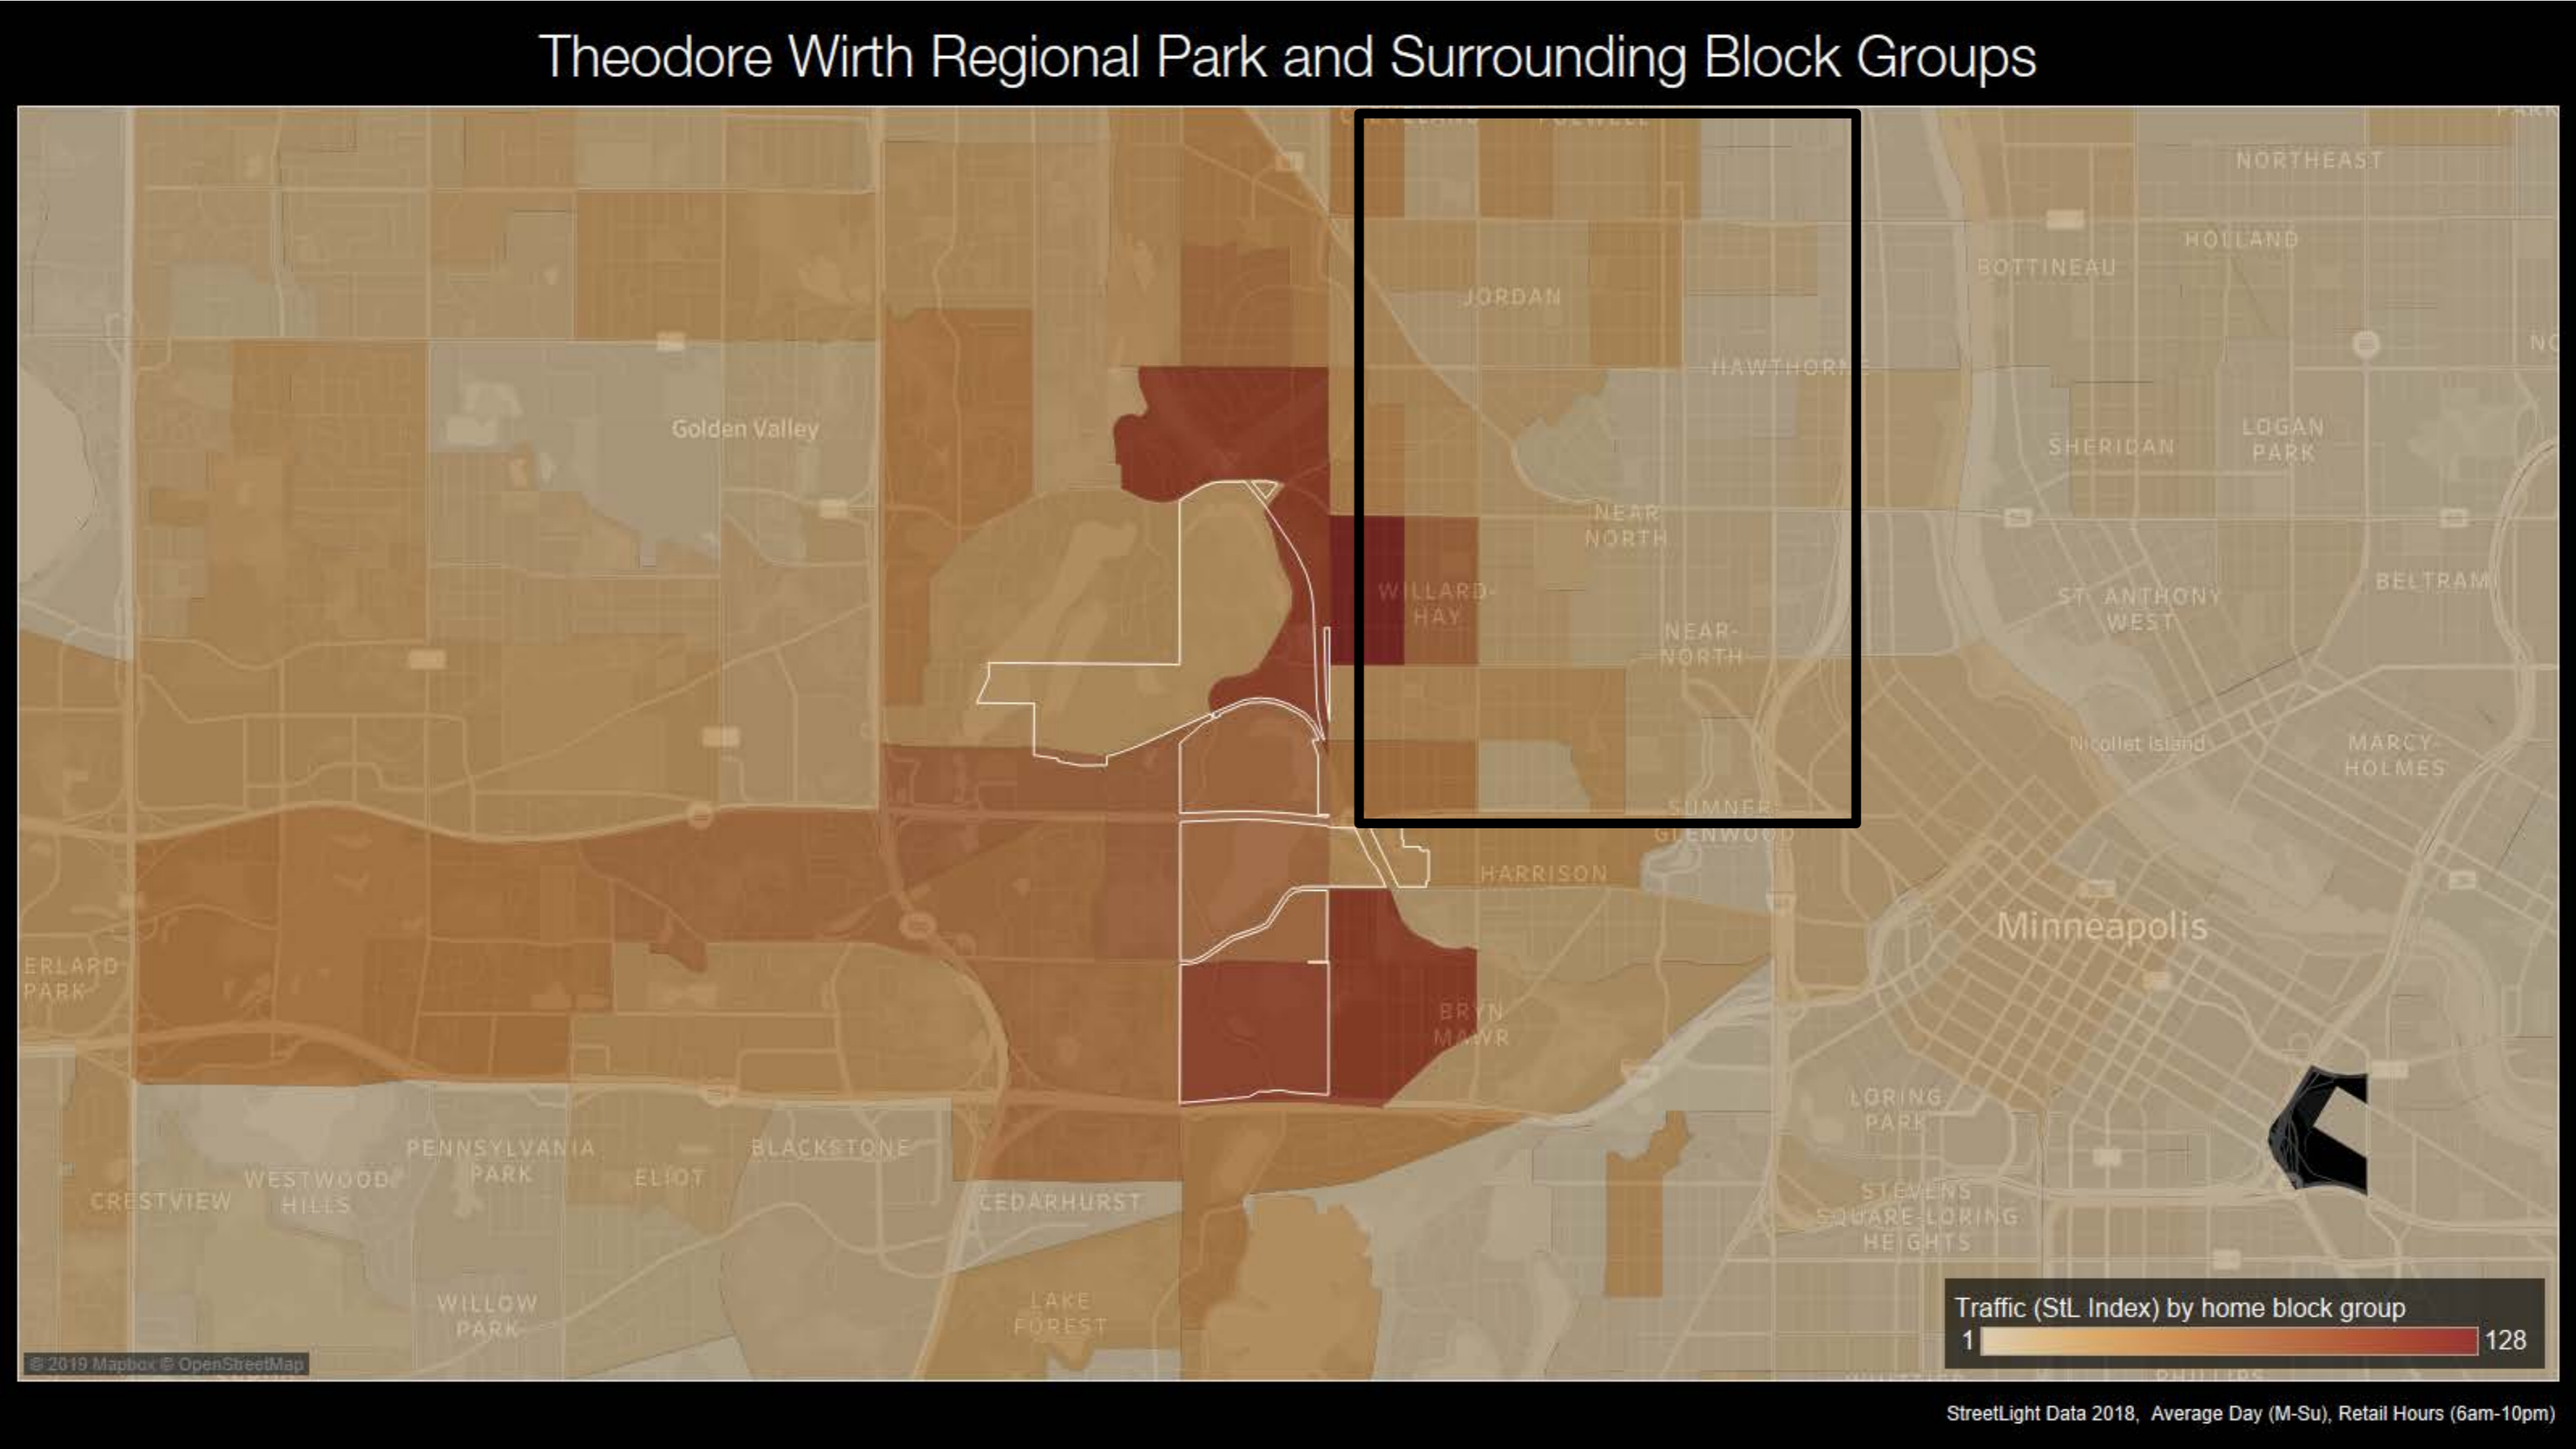 Theodore Wirth Regional Park and Surrounding Block Groups
NORTHEAST
HOLLAND
BOTTINEAU
JORDAN
HAWTHORNE
Golden Valley
LOGAN
PARK
SHERIDAN
NEAR
NORTH
WILLARD-
HAY
BELTRAM
ST. ANTHONY
WEST
NEAR-
NORTH
Nicollet Island
MARCY-
HOLMES
SUMNER-
GLENWOOD
HARRISON
Minneapolis
ERLARD
PARK
BRYN
MAWR
LORING
PARK
PENNSYLVANIA
PARK
BLACKSTONE
WESTWOOD
HILLS
ELIOT
CRESTVIEW
CEDARHURST
STEVENS
SQUARE-LORING
HEIGHTS
WILLOW
PARK
LAKE
FOREST
Traffic (StL Index) by home block group
1 128
© 2019 Mapbox © OpenStreetMap
StreetLight Data 2018, Average Day (M-Su), Retail Hours (6am-10pm)